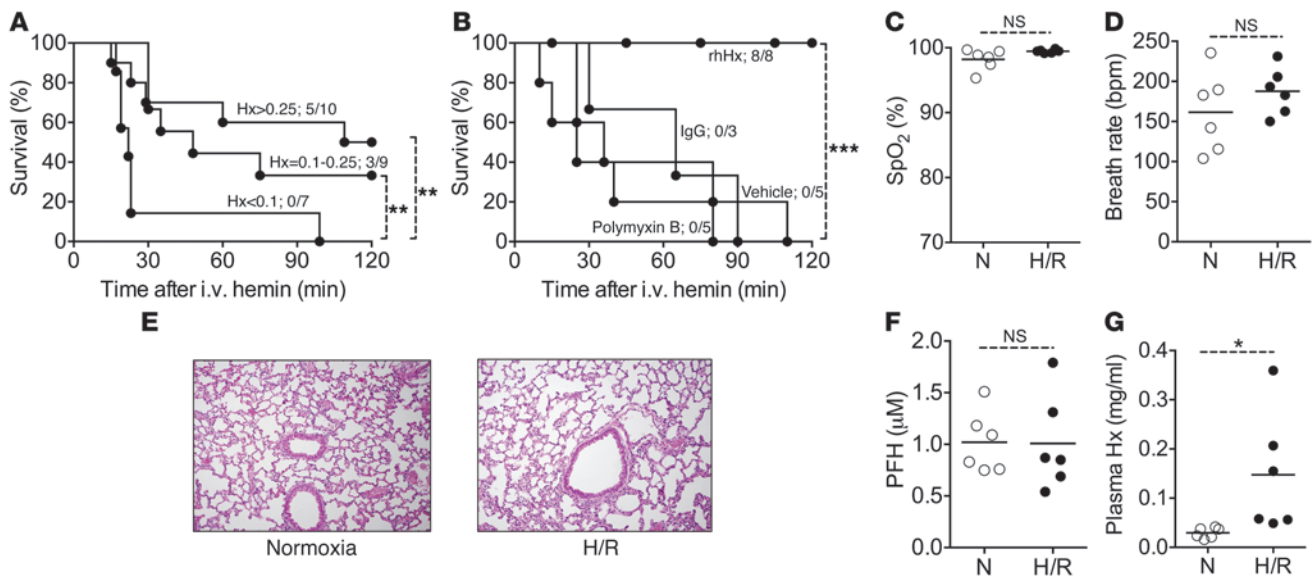 A
Survival (%)
100
80
60
40
20
0
0 30 60 90 120
Time after i.v. hemin (min)
Hx>0.25; 5/10
Hx=0.1-0.25; 3/9
Hx<0.1; 0/7
**
**
B
Survival (%)
100
80
60
40
20
0
0 30 60 90 120
Time after i.v. hemin (min)
rhHx; 8/8
IgG; 0/3
Vehicle; 0/5
Polymyxin B; 0/5
***
C
NS
SpO2 (%)
100
90
80
70
N H/R
D
NS
Breath rate (bpm)
250
200
150
100
50
0
N H/R
E
Normoxia
H/R
F
NS
PFH (μM)
2.0
1.5
1.0
0.5
0.0
N H/R
G
*
Plasma Hx (mg/ml)
0.4
0.3
0.2
0.1
0.0
N H/R